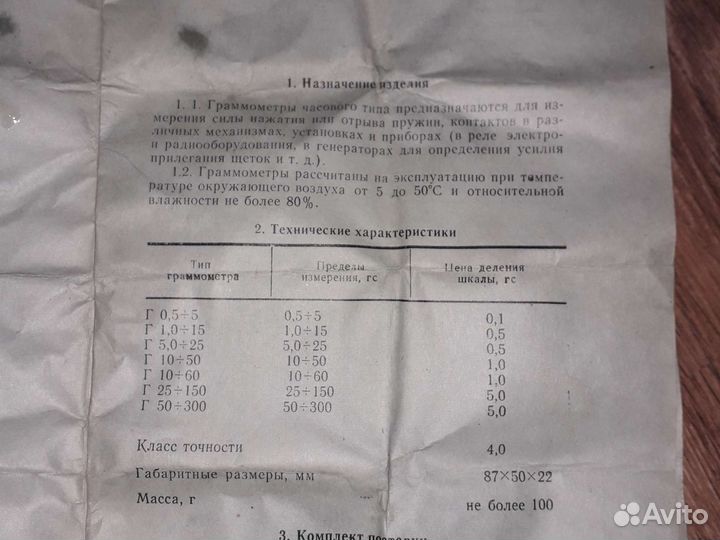 1. Назначение изделия
1. 1. Граммометры часового типа предназначаются для из-
мерения силы нажатия или отрыва пружин, контактов в раз-
личных механизмах, установках и приборах (в реле электро-
и радиооборудования, в генераторах для определения усилия
прилегания щеток и т. д.).
1.2. Граммометры рассчитаны на эксплуатацию при темпе-
ратуре окружающего воздуха от 5 до 50°С и относительной
влажности не более 80%.
2. Технические характеристики
Тип граммометра Пределы измерения, гс Цена деления шкалы, гс
Г 0,5÷5 0,5÷5 0,1
Г 1,0÷15 1,0÷15 0,5
Г 5,0÷25 5,0÷25 0,5
Г 10÷50 10÷50 1,0
Г 10÷60 10÷60 1,0
Г 25÷150 25÷150 5,0
Г 50÷300 50÷300 5,0
Класс точности 4,0
Габаритные размеры, мм 87×50×22
Масса, г не более 100
3. Комплект поставки
Avito